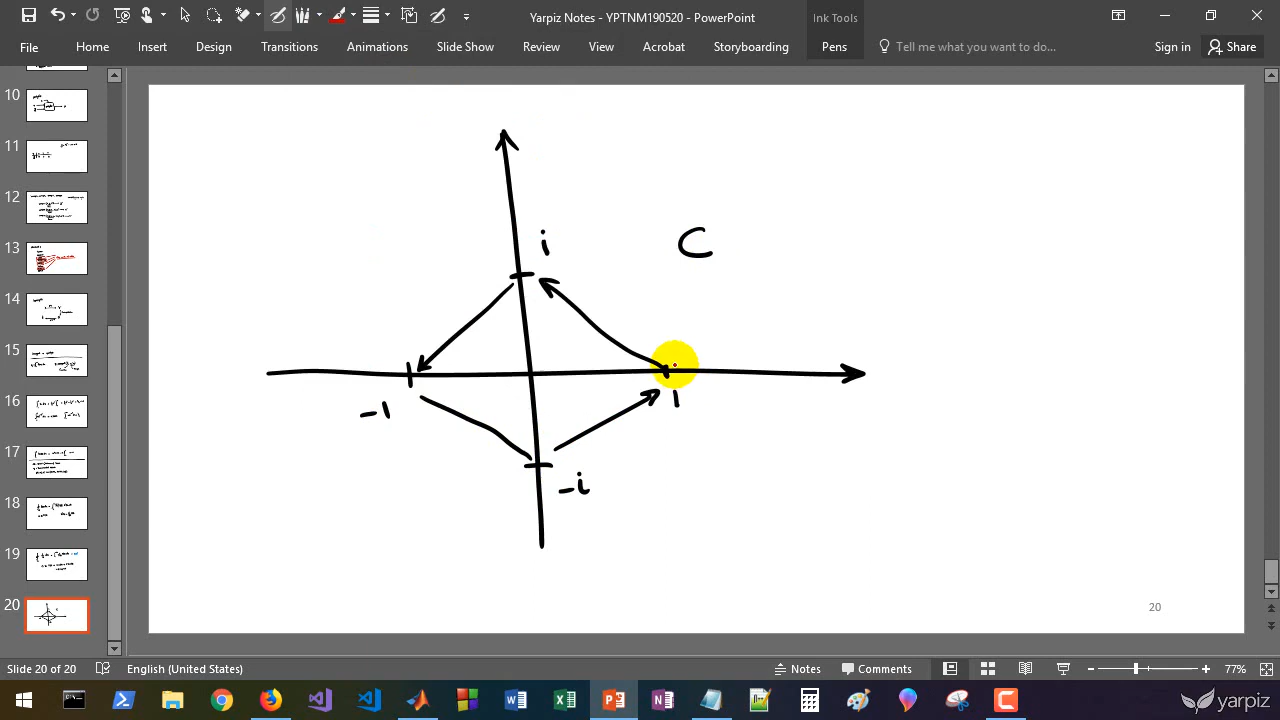 Yarpiz Notes - YPTNM190520 - PowerPoint
Ink Tools
File Home Insert Design Transitions Animations Slide Show Review View Acrobat Storyboarding Pens Tell me what you want to do... Sign in Share
10
11
12
13
14
15
16
17
18
19
20
i
C
-1
1
-i
20
Slide 20 of 20 English (United States) Notes Comments 77%
yarpiz